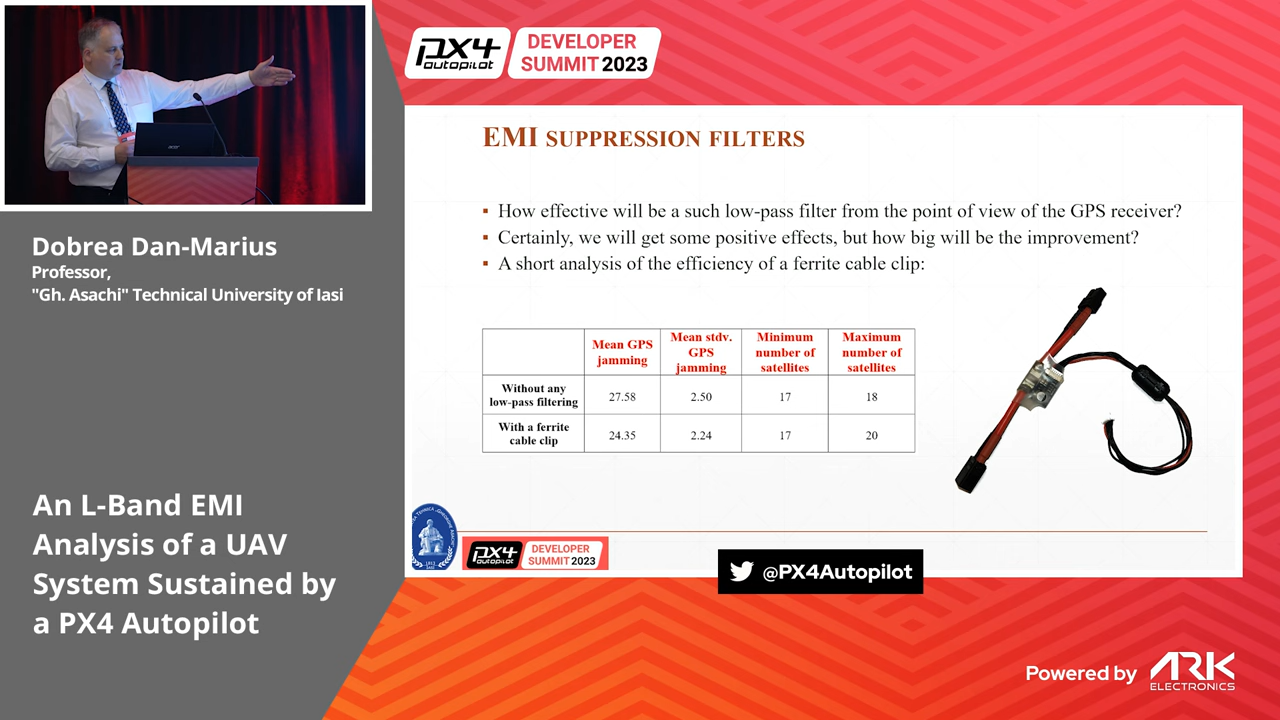 PX4 autopilot
DEVELOPER
SUMMIT 2023
acer
Dobrea Dan-Marius
Professor,
"Gh. Asachi" Technical University of Iasi
An L-Band EMI
Analysis of a UAV
System Sustained by
a PX4 Autopilot
EMI SUPPRESSION FILTERS
▪ How effective will be a such low-pass filter from the point of view of the GPS receiver?
▪ Certainly, we will get some positive effects, but how big will be the improvement?
▪ A short analysis of the efficiency of a ferrite cable clip:
Mean GPS
jamming
Mean stdv.
GPS
jamming
Minimum
number of
satellites
Maximum
number of
satellites
Without any
low-pass filtering
27.58
2.50
17
18
With a ferrite
cable clip
24.35
2.24
17
20
PX4 autopilot
DEVELOPER
SUMMIT 2023
@PX4Autopilot
Powered by
ARK
ELECTRONICS